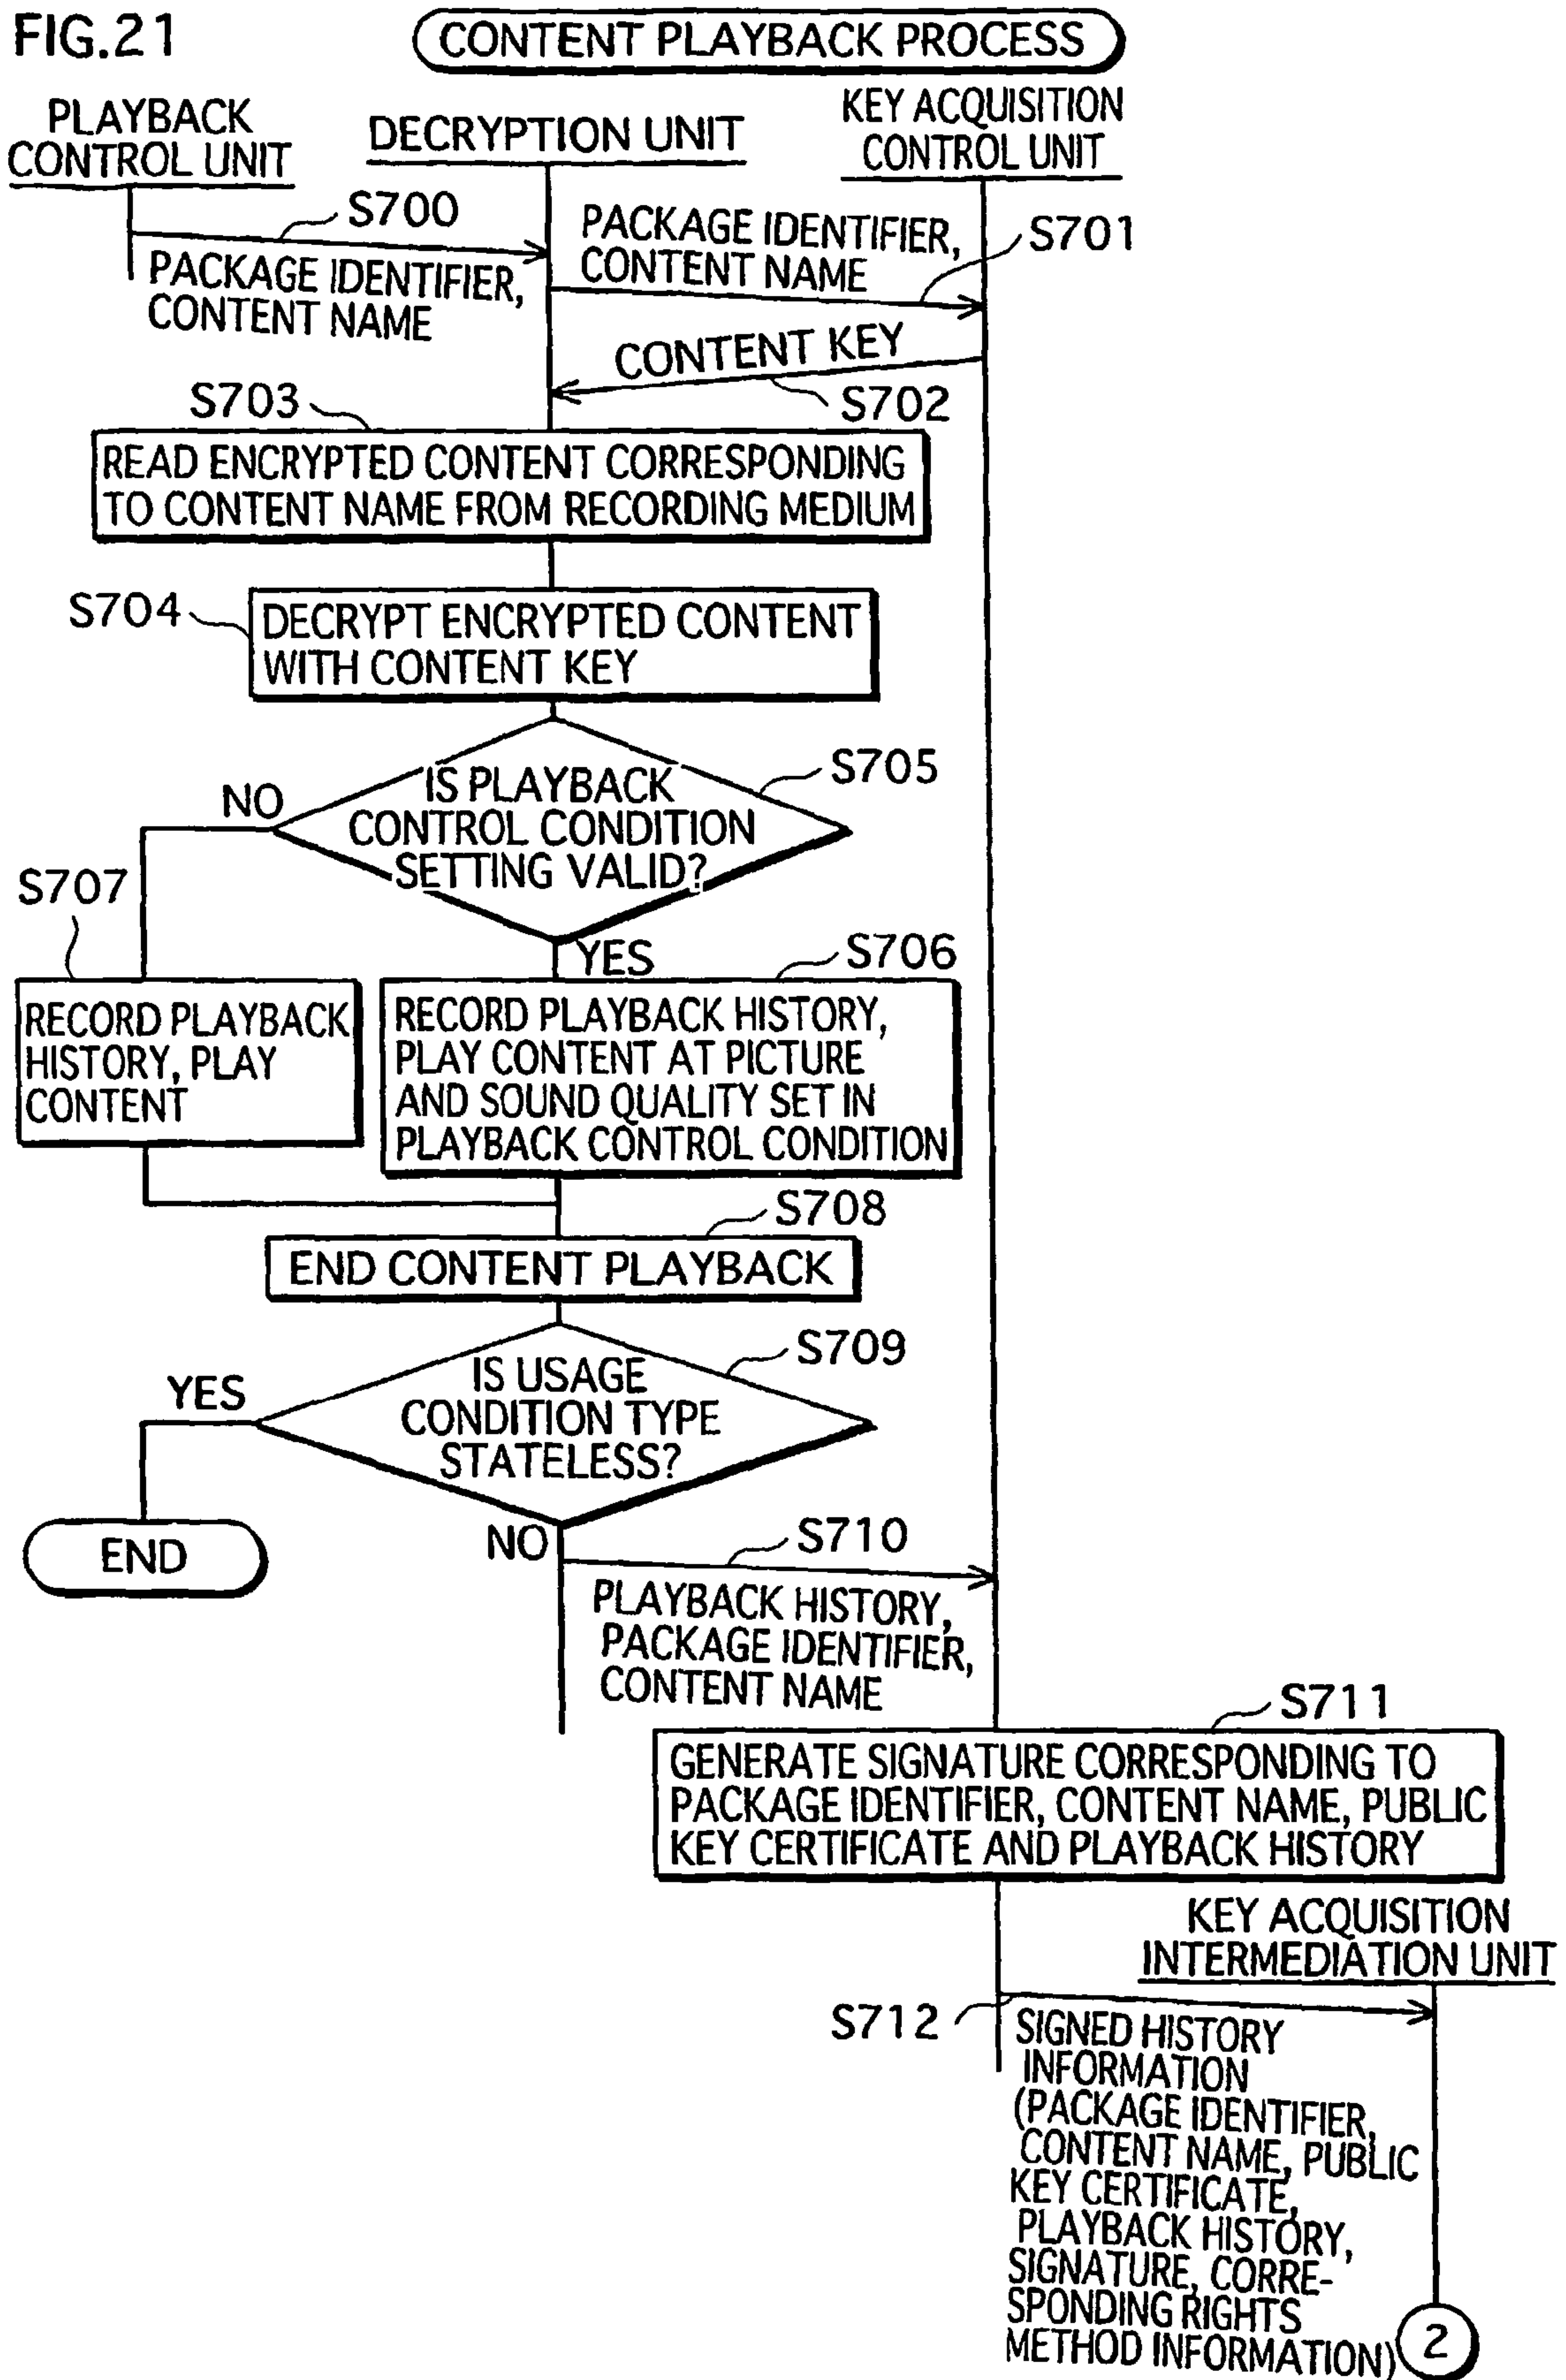 FIG.21
CONTENT PLAYBACK PROCESS
PLAYBACK
CONTROL UNIT
DECRYPTION UNIT
KEY ACQUISITION
CONTROL UNIT
S700
PACKAGE IDENTIFIER,
CONTENT NAME
PACKAGE IDENTIFIER,
CONTENT NAME
S701
CONTENT KEY
S702
S703
READ ENCRYPTED CONTENT CORRESPONDING
TO CONTENT NAME FROM RECORDING MEDIUM
S704
DECRYPT ENCRYPTED CONTENT
WITH CONTENT KEY
S705
IS PLAYBACK
CONTROL CONDITION
SETTING VALID?
NO
YES
S707
RECORD PLAYBACK
HISTORY, PLAY
CONTENT
S706
RECORD PLAYBACK HISTORY,
PLAY CONTENT AT PICTURE
AND SOUND QUALITY SET IN
PLAYBACK CONTROL CONDITION
S708
END CONTENT PLAYBACK
S709
IS USAGE
CONDITION TYPE
STATELESS?
YES
END
NO
S710
PLAYBACK HISTORY,
PACKAGE IDENTIFIER,
CONTENT NAME
S711
GENERATE SIGNATURE CORRESPONDING TO
PACKAGE IDENTIFIER, CONTENT NAME, PUBLIC
KEY CERTIFICATE AND PLAYBACK HISTORY
KEY ACQUISITION
INTERMEDIATION UNIT
S712
SIGNED HISTORY
INFORMATION
(PACKAGE IDENTIFIER,
CONTENT NAME, PUBLIC
KEY CERTIFICATE,
PLAYBACK HISTORY,
SIGNATURE, CORRE-
SPONDING RIGHTS
METHOD INFORMATION)
2